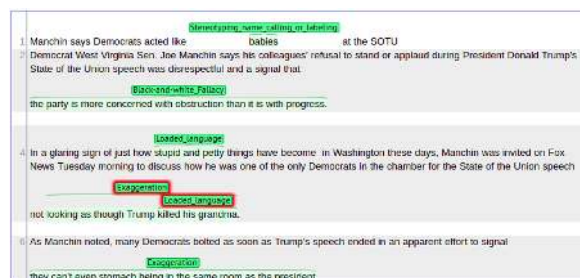 Stereotyping_name_calling_or_labeling
1 Manchin says Democrats acted like babies at the SOTU
2 Democrat West Virginia Sen. Joe Manchin says his colleagues' refusal to stand or applaud during President Donald Trump's
State of the Union speech was disrespectful and a signal that
Black-and-white_Fallacy
the party is more concerned with obstruction than it is with progress.
Loaded_language
4 In a glaring sign of just how stupid and petty things have become in Washington these days, Manchin was invited on Fox
News Tuesday morning to discuss how he was one of the only Democrats in the chamber for the State of the Union speech
Exaggeration
Loaded_language
not looking as though Trump killed his grandma.
6 As Manchin noted, many Democrats bolted as soon as Trump's speech ended in an apparent effort to signal
Exaggeration
they can't even stomach being in the same room as the president